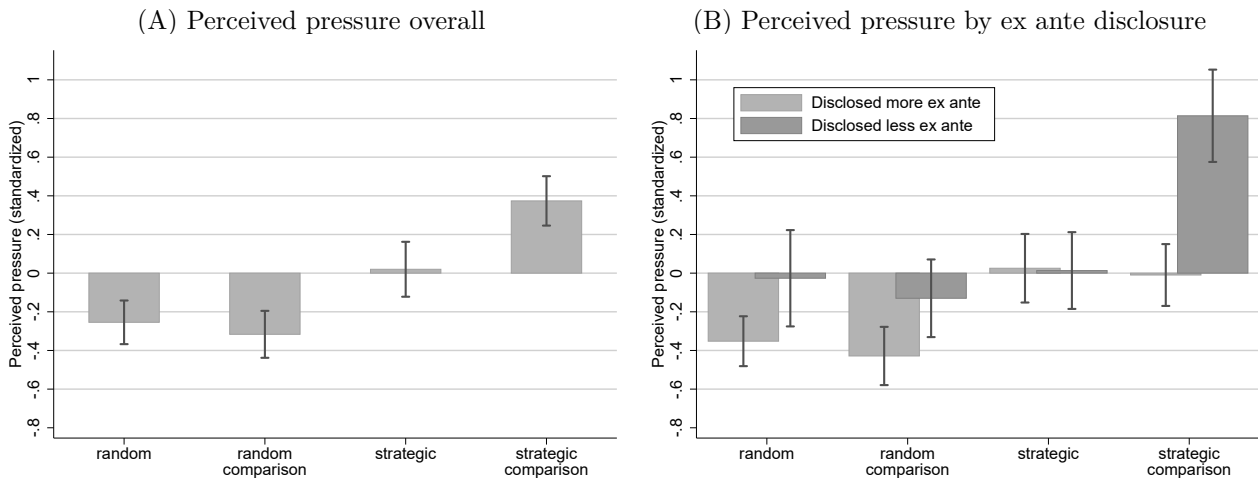 (A) Perceived pressure overall
Perceived pressure (standardized)
1
.8
.6
.4
.2
0
-.2
-.4
-.6
-.8
random
random
comparison
strategic
strategic
comparison
(B) Perceived pressure by ex ante disclosure
Perceived pressure (standardized)
1
.8
.6
.4
.2
0
-.2
-.4
-.6
-.8
Disclosed more ex ante
Disclosed less ex ante
random
random
comparison
strategic
strategic
comparison